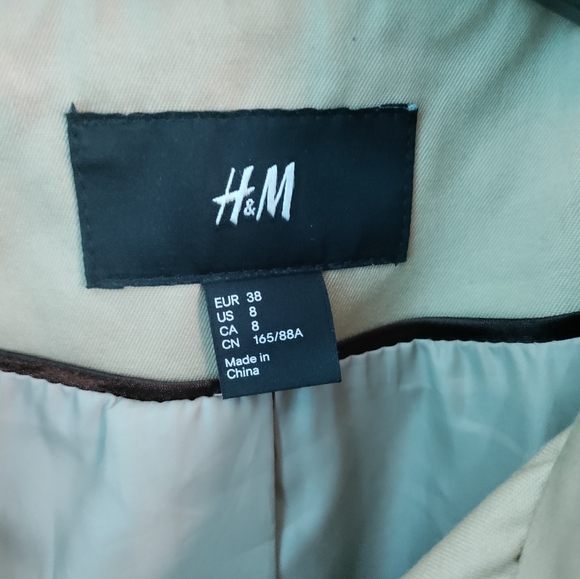 H&M
EUR 38
US 8
CA 8
CN 165/88A
Made in
China